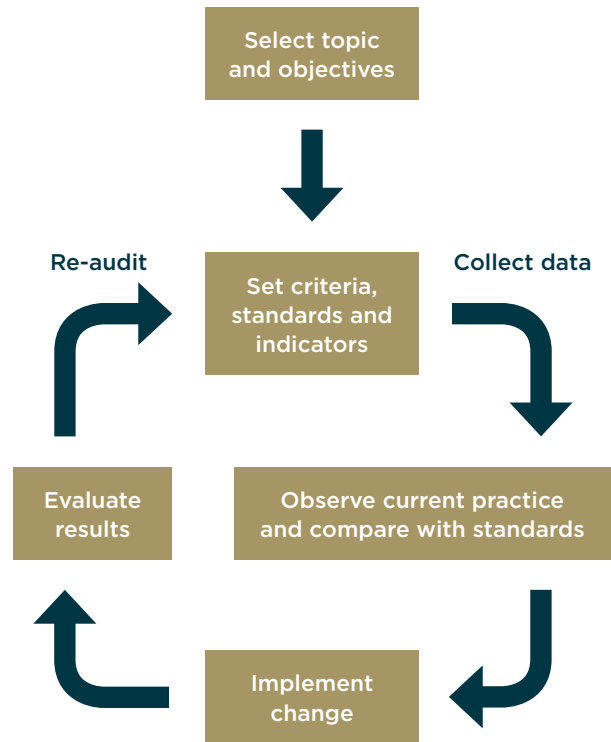 Select topic
and objectives
Re-audit
Set criteria,
standards and
indicators
Collect data
Evaluate
results
Observe current practice
and compare with standards
Implement
change